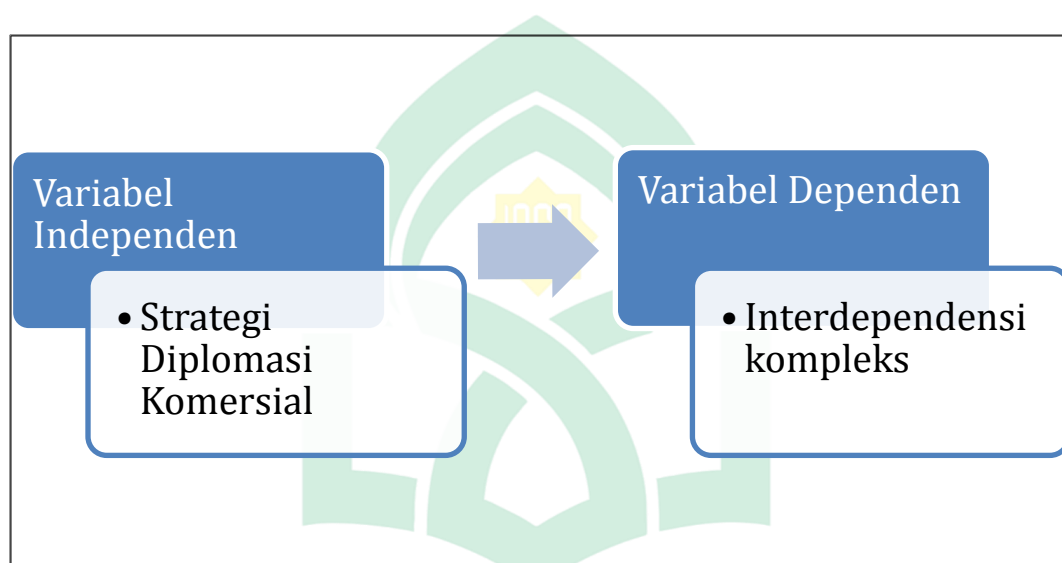 Variabel
Independen
• Strategi
Diplomasi
Komersial
Variabel Dependen
• Interdependensi
kompleks